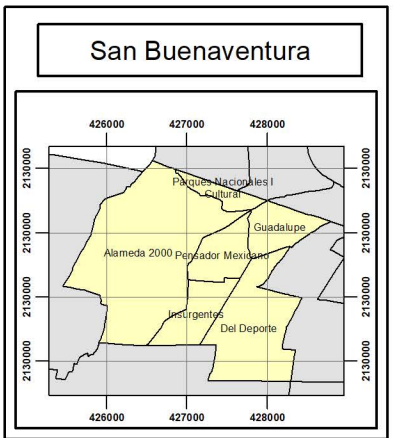 San Buenaventura
426000 427000 428000
2130000
2130000
Parques Nacionales I
Cultural
Guadalupe
2130000
2130000
Alameda 2000 Pensador Mexicano
2130000
2130000
Insurgentes
Del Deporte
2130000
2130000
426000 427000 428000